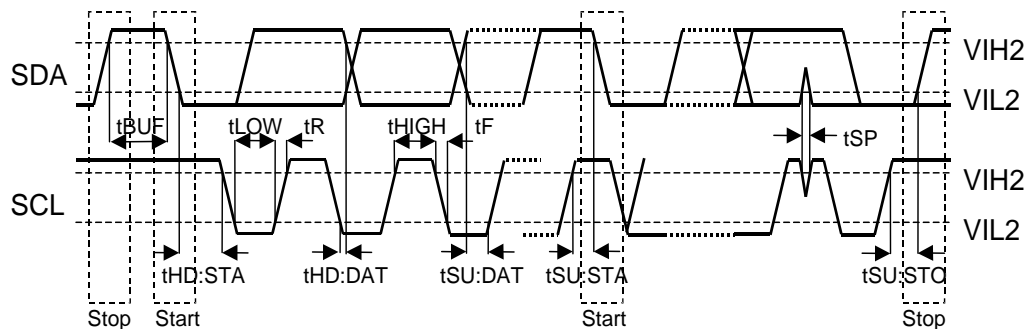 SDA
VIH2
VIL2
tBUF tLOW tR tHIGH tF tSP
SCL
VIH2
VIL2
tHD:STA tHD:DAT tSU:DAT tSU:STA tSU:STO
Stop Start Start Stop